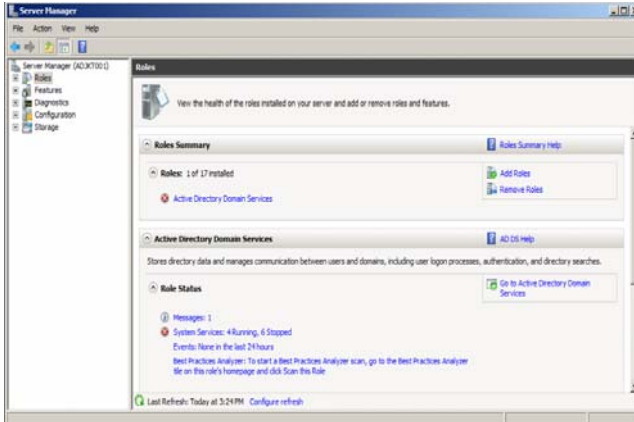 Server Manager
File Action View Help
Server Manager (ADJKT001)
Roles
Features
Diagnostics
Configuration
Storage
Roles
View the health of the roles installed on your server and add or remove roles and features.
Roles Summary
Roles Summary Help
Roles: 1 of 17 installed
Add Roles
Remove Roles
Active Directory Domain Services
Active Directory Domain Services
AD DS Help
Stores directory data and manages communication between users and domains, including user logon processes, authentication, and directory searches.
Role Status
Go to Active Directory Domain
Services
Messages: 1
System Services: 4 Running, 6 Stopped
Events: None in the last 24 hours
Best Practices Analyzer: To start a Best Practices Analyzer scan, go to the Best Practices Analyzer
tile on this role's homepage and click Scan this Role
Last Refresh: Today at 3:24 PM Configure refresh